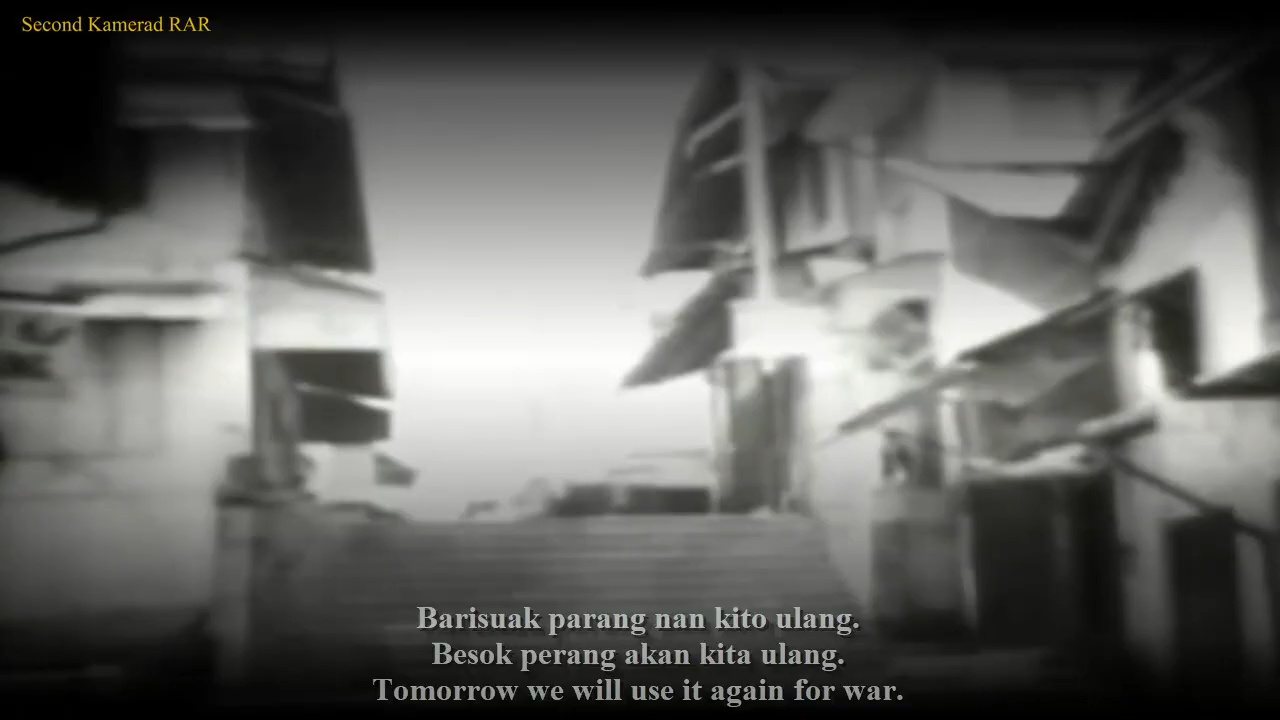 Second Kamerad RAR
Barisuak parang nan kito ulang.
Besok perang akan kita ulang.
Tomorrow we will use it again for war.